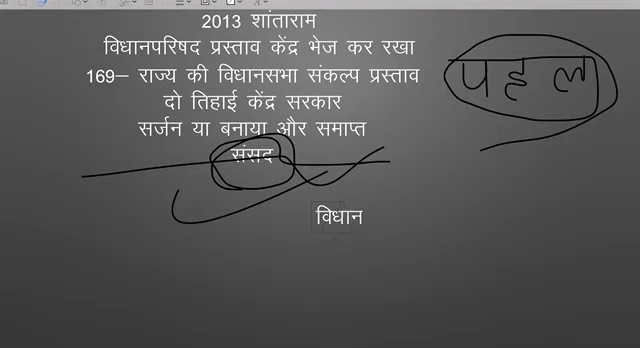 2013 शांताराम
विधानपरिषद प्रस्ताव केंद्र भेज कर रखा
169– राज्य की विधानसभा संकल्प प्रस्ताव
दो तिहाई केंद्र सरकार
सर्जन या बनाया और समाप्त
संसद
विधान
पहल